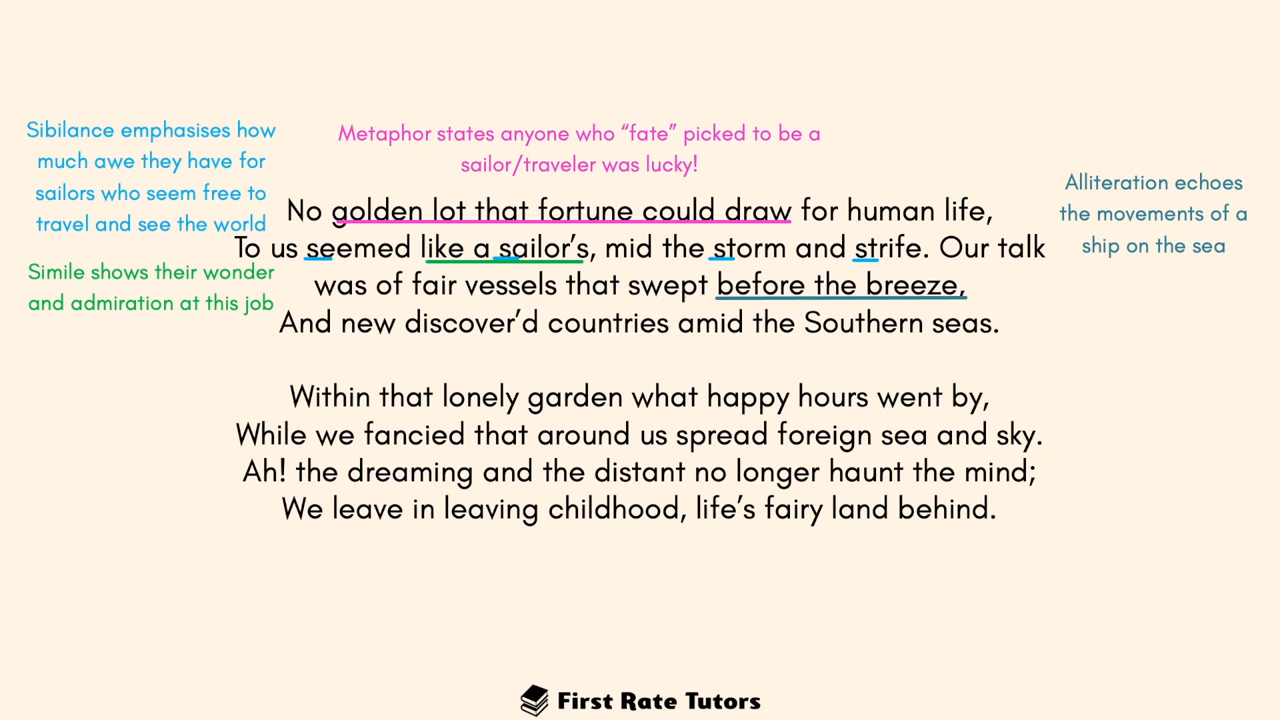 Sibilance emphasises how
much awe they have for
sailors who seem free to
travel and see the world
Simile shows their wonder
and admiration at this job
Metaphor states anyone who “fate” picked to be a
sailor/traveler was lucky!
Alliteration echoes
the movements of a
ship on the sea
No golden lot that fortune could draw for human life,
To us seemed like a sailor’s, mid the storm and strife. Our talk
was of fair vessels that swept before the breeze,
And new discover’d countries amid the Southern seas.
Within that lonely garden what happy hours went by,
While we fancied that around us spread foreign sea and sky.
Ah! the dreaming and the distant no longer haunt the mind;
We leave in leaving childhood, life’s fairy land behind.
First Rate Tutors